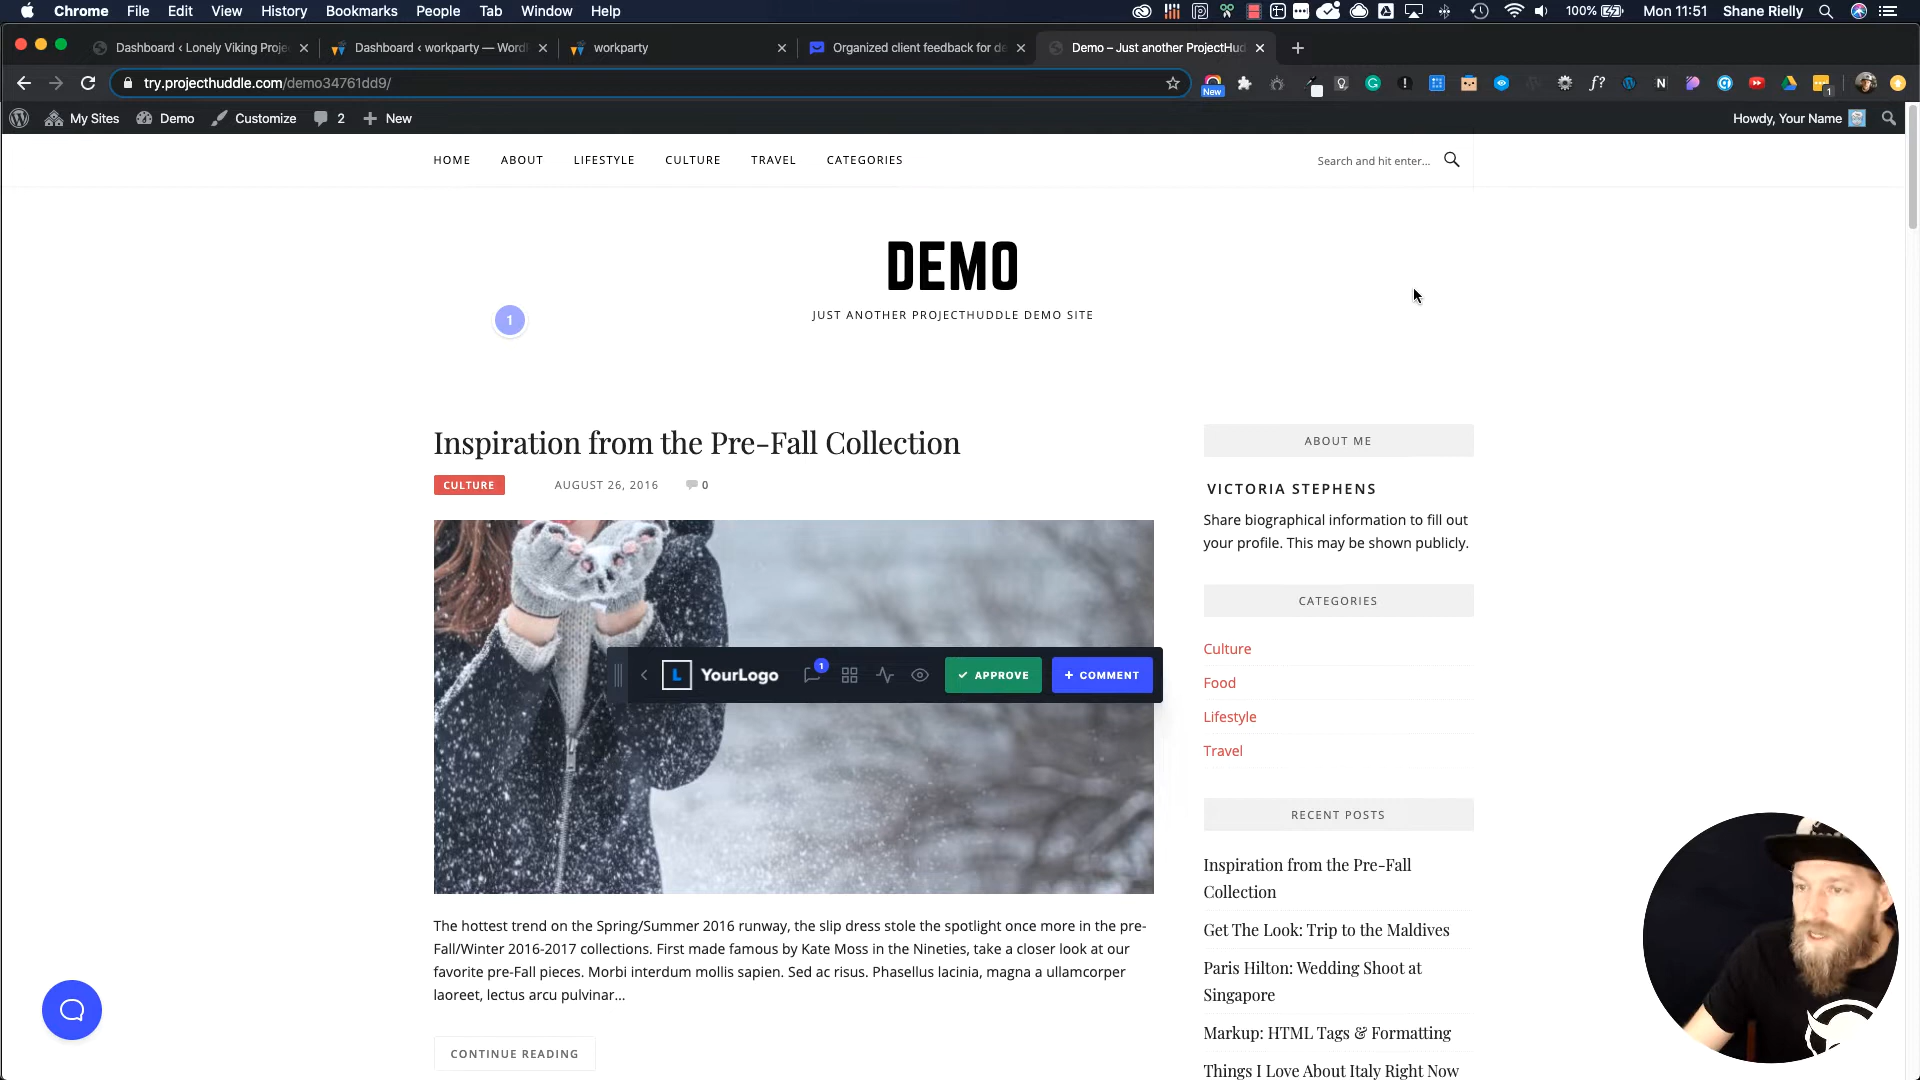 Chrome File Edit View History Bookmarks People Tab Window Help
100% Mon 11:51 Shane Rielly
Dashboard ‹ Lonely Viking Proje
Dashboard ‹ workparty — Word
workparty
Organized client feedback for de
Demo – Just another ProjectHud
try.projecthuddle.com/demo34761dd9/
New
1
My Sites Demo Customize 2 New
Howdy, Your Name
HOME ABOUT LIFESTYLE CULTURE TRAVEL CATEGORIES
Search and hit enter...
DEMO
JUST ANOTHER PROJECTHUDDLE DEMO SITE
1
Inspiration from the Pre-Fall Collection
CULTURE AUGUST 26, 2016 0
L YourLogo 1 APPROVE + COMMENT
The hottest trend on the Spring/Summer 2016 runway, the slip dress stole the spotlight once more in the pre-
Fall/Winter 2016-2017 collections. First made famous by Kate Moss in the Nineties, take a closer look at our
favorite pre-Fall pieces. Morbi interdum mollis sapien. Sed ac risus. Phasellus lacinia, magna a ullamcorper
laoreet, lectus arcu pulvinar...
CONTINUE READING
ABOUT ME
VICTORIA STEPHENS
Share biographical information to fill out
your profile. This may be shown publicly.
CATEGORIES
Culture
Food
Lifestyle
Travel
RECENT POSTS
Inspiration from the Pre-Fall
Collection
Get The Look: Trip to the Maldives
Paris Hilton: Wedding Shoot at
Singapore
Markup: HTML Tags & Formatting
Things I Love About Italy Right Now